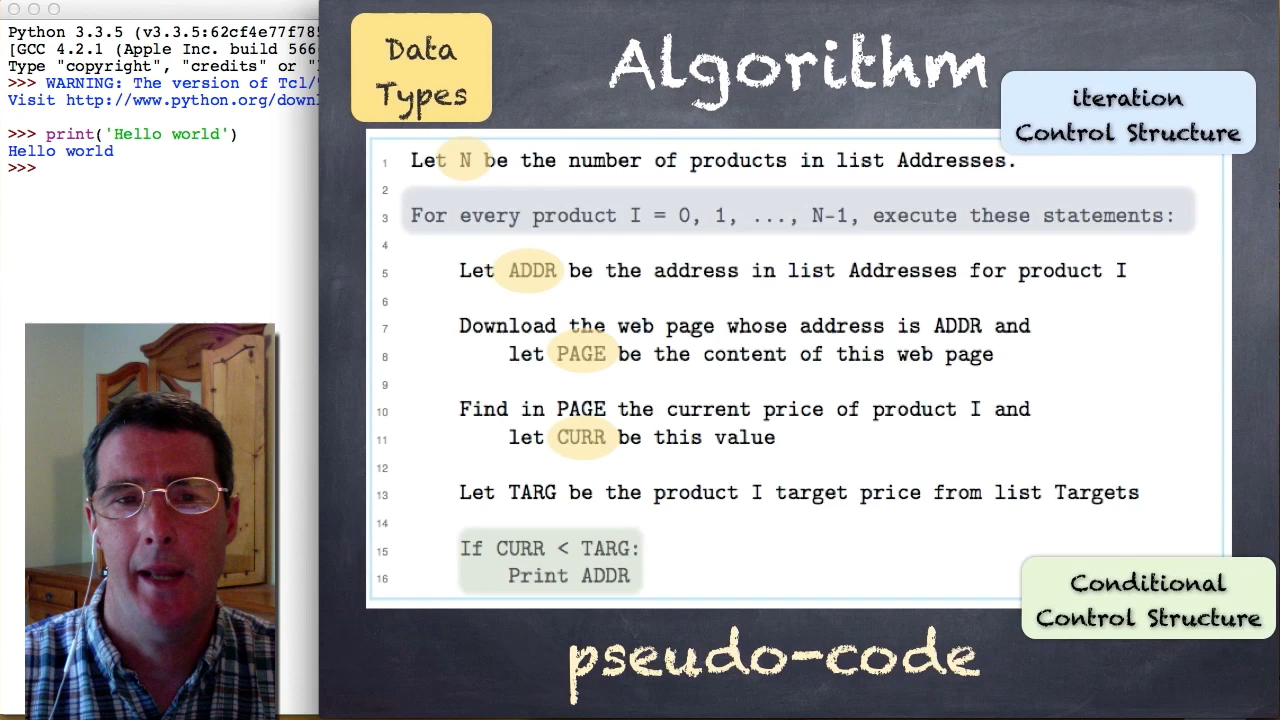 Python 3.3.5 (v3.3.5:62cf4e77f785
[GCC 4.2.1 (Apple Inc. build 566
Type "copyright", "credits" or "
>>> WARNING: The version of Tcl/
Visit http://www.python.org/down
>>> print('Hello world')
Hello world
>>>
Data
Types
Algorithm
iteration
Control Structure
1 Let N be the number of products in list Addresses.
2
3 For every product I = 0, 1, ..., N-1, execute these statements:
4
5 Let ADDR be the address in list Addresses for product I
6
7 Download the web page whose address is ADDR and
8 let PAGE be the content of this web page
9
10 Find in PAGE the current price of product I and
11 let CURR be this value
12
13 Let TARG be the product I target price from list Targets
14
15 If CURR < TARG:
16 Print ADDR
Conditional
Control Structure
pseudo-code